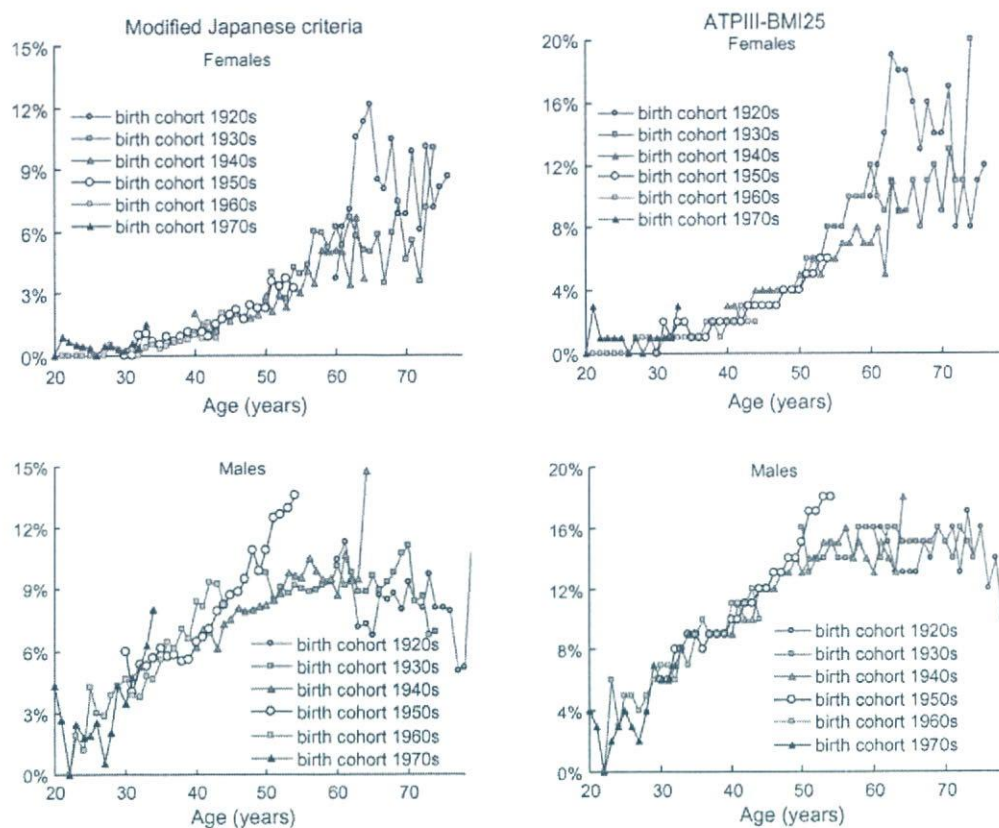 Modified Japanese criteria
Females
15%
12%
9%
6%
3%
0%
birth cohort 1920s
birth cohort 1930s
birth cohort 1940s
birth cohort 1950s
birth cohort 1960s
birth cohort 1970s
20 30 40 50 60 70
Age (years)
ATPIII-BMI25
Females
20%
16%
12%
8%
4%
0%
birth cohort 1920s
birth cohort 1930s
birth cohort 1940s
birth cohort 1950s
birth cohort 1960s
birth cohort 1970s
20 30 40 50 60 70
Age (years)
Males
15%
12%
9%
6%
3%
0%
birth cohort 1920s
birth cohort 1930s
birth cohort 1940s
birth cohort 1950s
birth cohort 1960s
birth cohort 1970s
20 30 40 50 60 70
Age (years)
Males
20%
16%
12%
8%
4%
0%
birth cohort 1920s
birth cohort 1930s
birth cohort 1940s
birth cohort 1950s
birth cohort 1960s
birth cohort 1970s
20 30 40 50 60 70
Age (years)